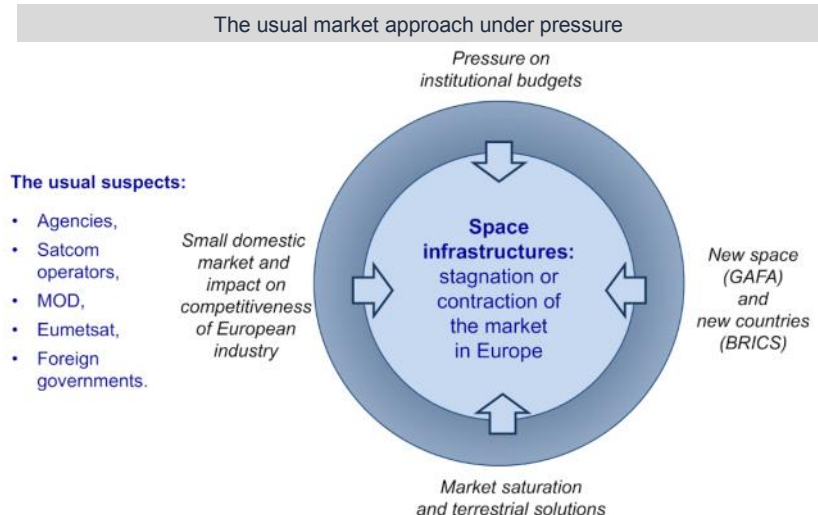 The usual market approach under pressure
Pressure on
institutional budgets
The usual suspects:
• Agencies,
• Satcom
operators,
• MOD,
• Eumetsat,
• Foreign
governments.
Small domestic
market and
impact on
competitiveness
of European
industry
Space
infrastructures:
stagnation or
contraction of
the market
in Europe
New space
(GAFA)
and
new countries
(BRICS)
Market saturation
and terrestrial solutions